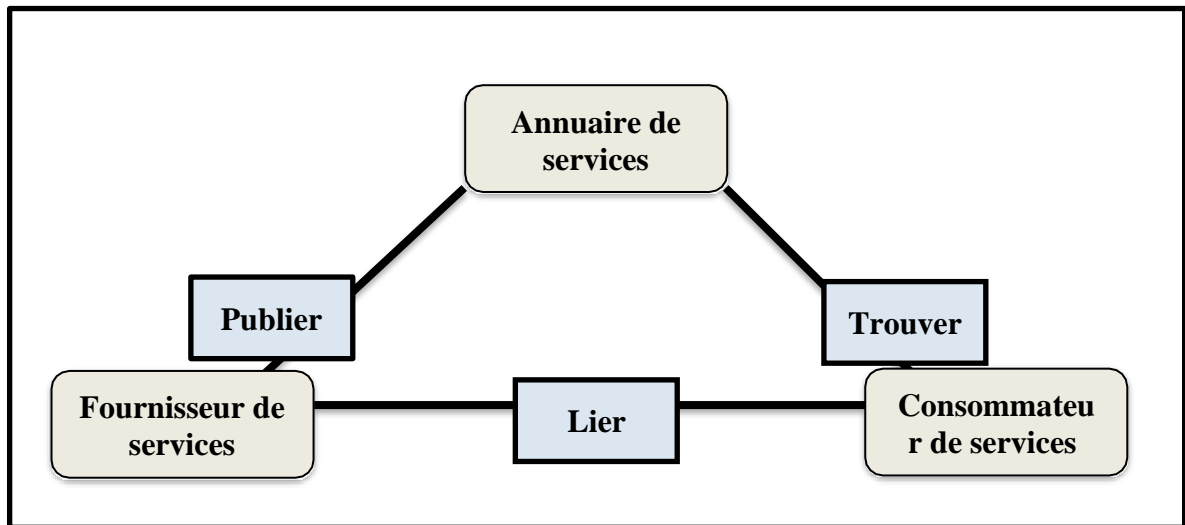 Annuaire de
services
Publier
Trouver
Fournisseur de
services
Lier
Consommateu
r de services